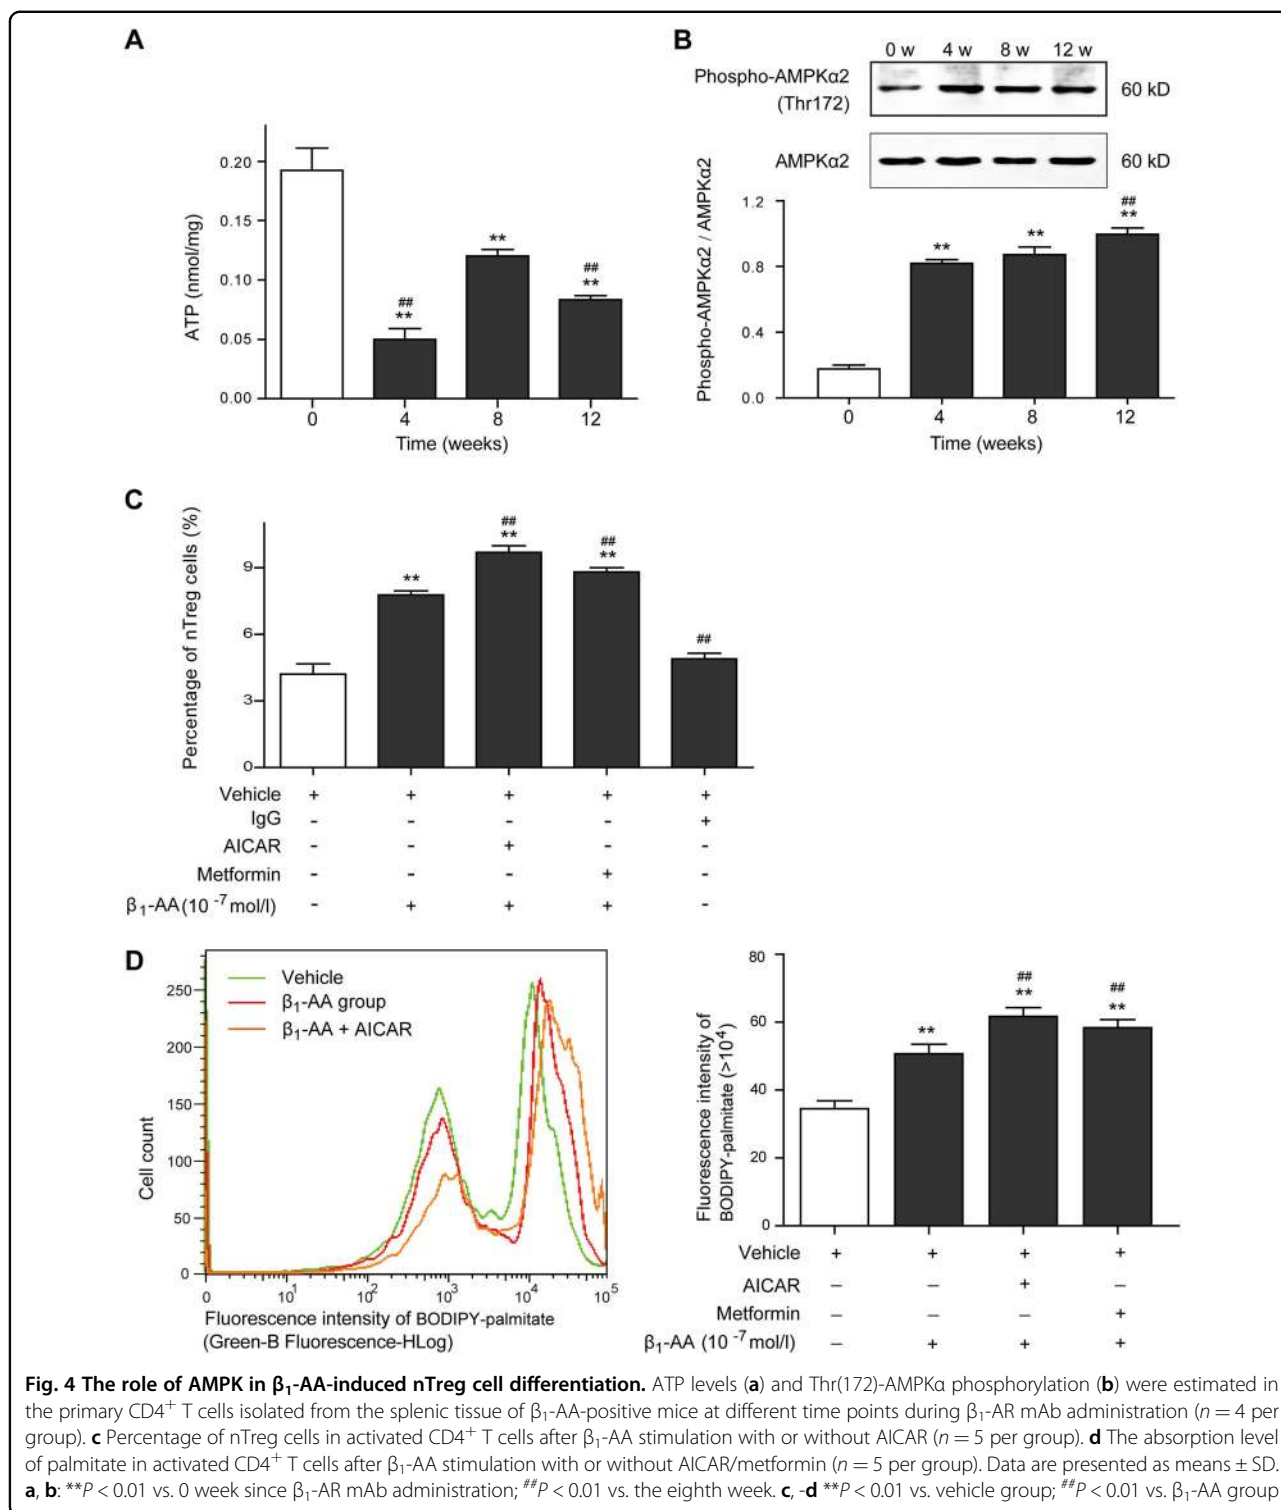 A
ATP (nmol/mg)
0.20
0.15
0.10
0.05
0.00
##
**
**
##
**
0 4 8 12
Time (weeks)
B
0 w 4 w 8 w 12 w
Phospho-AMPKα2
(Thr172)
60 kD
AMPKα2
60 kD
Phospho-AMPKα2 / AMPKα2
1.2
0.8
0.4
0.0
**
**
##
**
0 4 8 12
Time (weeks)
C
Percentage of nTreg cells (%)
9
6
3
0
**
##
**
##
**
##
Vehicle + + + + +
IgG - - - - +
AICAR - - + - -
Metformin - - - + -
β₁-AA (10 ⁻⁷ mol/l) - + + + -
D
Vehicle
β₁-AA group
β₁-AA + AICAR
Cell count
250
200
150
100
50
0
0 10¹ 10² 10³ 10⁴ 10⁵
Fluorescence intensity of BODIPY-palmitate
(Green-B Fluorescence-HLog)
Fluorescence intensity of
BODIPY-palmitate (>10⁴)
80
60
40
20
0
**
##
**
##
**
Vehicle + + + +
AICAR – – + –
Metformin – – – +
β₁-AA (10 ⁻⁷ mol/l) – + + +
Fig. 4 The role of AMPK in β₁-AA-induced nTreg cell differentiation. ATP levels (a) and Thr(172)-AMPKα phosphorylation (b) were estimated in
the primary CD4⁺ T cells isolated from the splenic tissue of β₁-AA-positive mice at different time points during β₁-AR mAb administration (n = 4 per
group). c Percentage of nTreg cells in activated CD4⁺ T cells after β₁-AA stimulation with or without AICAR (n = 5 per group). d The absorption level
of palmitate in activated CD4⁺ T cells after β₁-AA stimulation with or without AICAR/metformin (n = 5 per group). Data are presented as means ± SD.
a, b: **P < 0.01 vs. 0 week since β₁-AR mAb administration; ##P < 0.01 vs. the eighth week. c, -d **P < 0.01 vs. vehicle group; ##P < 0.01 vs. β₁-AA group